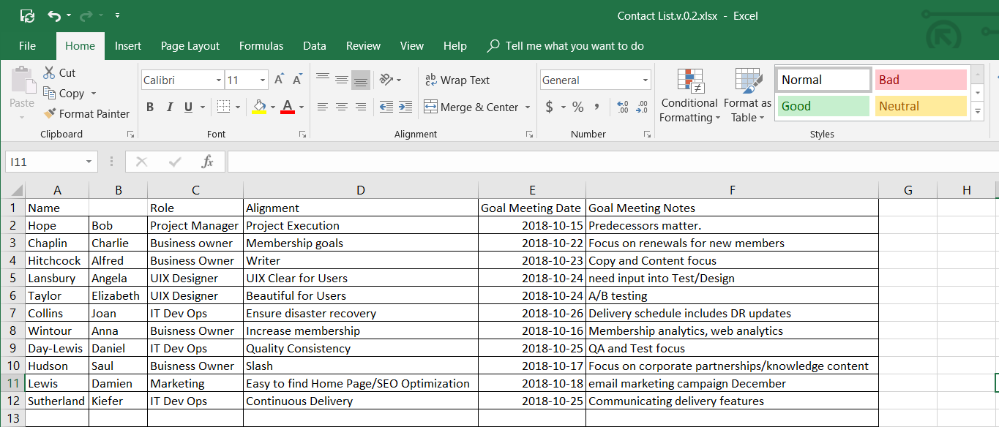 Contact List.v.0.2.xlsx - Excel
File Home Insert Page Layout Formulas Data Review View Help Tell me what you want to do
Paste Cut Copy Format Painter
Clipboard
Calibri 11
B I U A
Font
Wrap Text
Merge & Center
Alignment
General
$ % , .00 .0
Number
Conditional Formatting
Format as Table
Normal Bad
Good Neutral
Styles
I11 fx
A B C D E F G H
1 Name Role Alignment Goal Meeting Date Goal Meeting Notes
2 Hope Bob Project Manager Project Execution 2018-10-15 Predecessors matter.
3 Chaplin Charlie Business owner Membership goals 2018-10-22 Focus on renewals for new members
4 Hitchcock Alfred Business Owner Writer 2018-10-23 Copy and Content focus
5 Lansbury Angela UIX Designer UIX Clear for Users 2018-10-24 need input into Test/Design
6 Taylor Elizabeth UIX Designer Beautiful for Users 2018-10-24 A/B testing
7 Collins Joan IT Dev Ops Ensure disaster recovery 2018-10-26 Delivery schedule includes DR updates
8 Wintour Anna Buisness Owner Increase membership 2018-10-16 Membership analytics, web analytics
9 Day-Lewis Daniel IT Dev Ops Quality Consistency 2018-10-25 QA and Test focus
10 Hudson Saul Buisness Owner Slash 2018-10-17 Focus on corporate partnerships/knowledge content
11 Lewis Damien Marketing Easy to find Home Page/SEO Optimization 2018-10-18 email marketing campaign December
12 Sutherland Kiefer IT Dev Ops Continuous Delivery 2018-10-25 Communicating delivery features
13